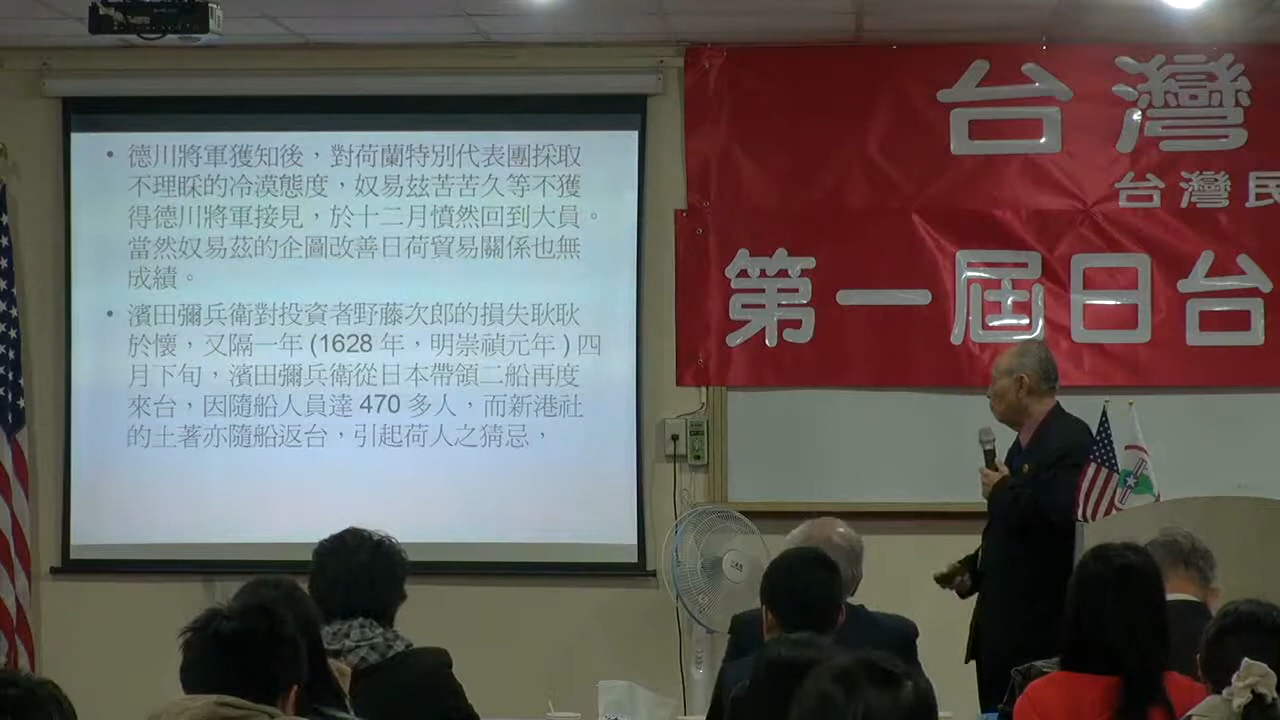 • 德川將軍獲知後，對荷蘭特別代表團採取
不理睬的冷漠態度，奴易茲苦苦久等不獲
得德川將軍接見，於十二月憤然回到大員。
當然奴易茲的企圖改善日荷貿易關係也無
成績。
• 濱田彌兵衛對投資者野藤次郎的損失耿耿
於懷，又隔一年 (1628 年，明崇禎元年 ) 四
月下旬，濱田彌兵衛從日本帶領二船再度
來台，因隨船人員達 470 多人，而新港社
的土著亦隨船返台，引起荷人之猜忌，
台灣
台灣民
第一屆日台